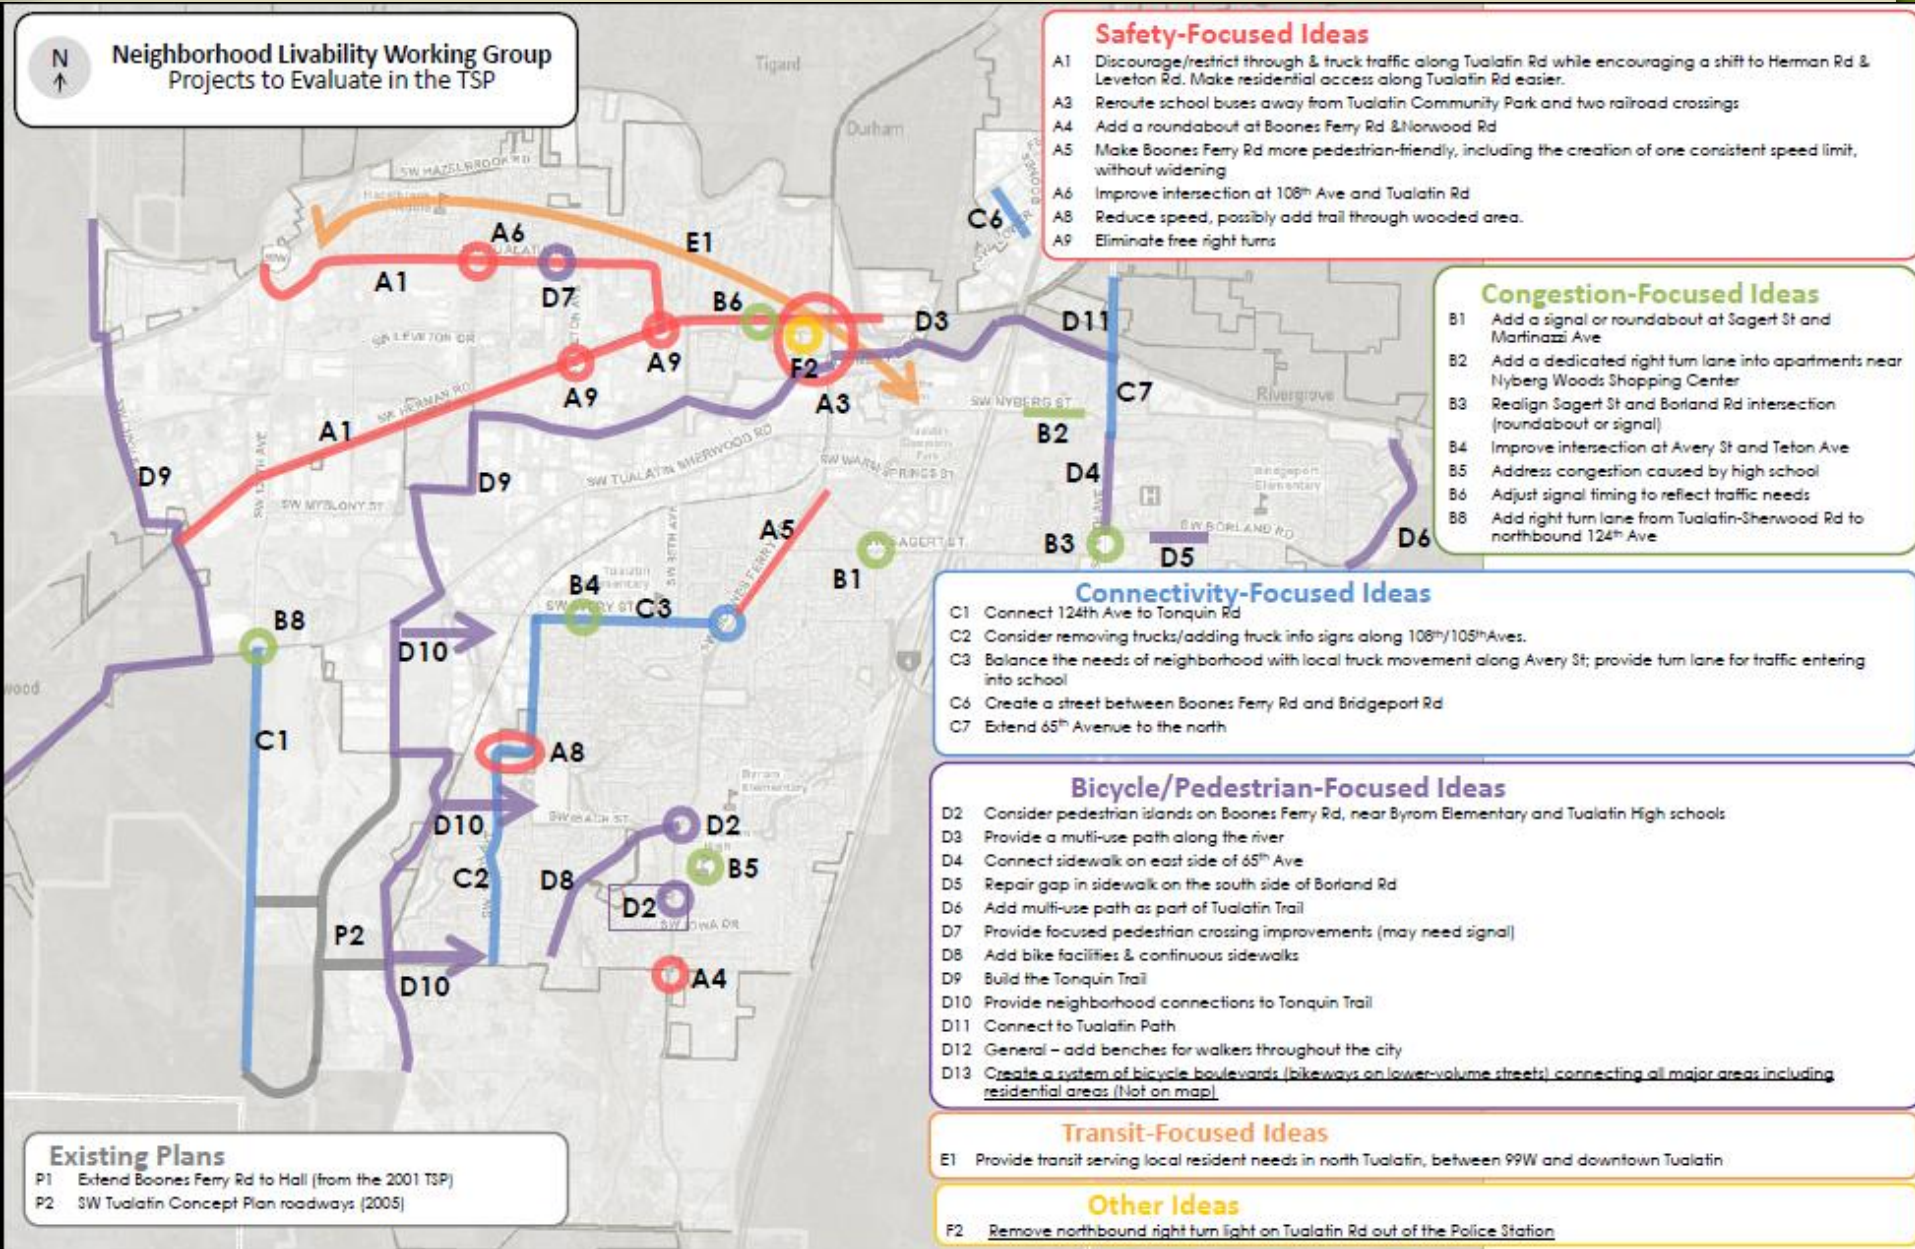 N
Neighborhood Livability Working Group
Projects to Evaluate in the TSP
Safety-Focused Ideas
A1 Discourage/restrict through & truck traffic along Tualatin Rd while encouraging a shift to Herman Rd &
Leveton Rd. Make residential access along Tualatin Rd easier.
A3 Reroute school buses away from Tualatin Community Park and two railroad crossings
A4 Add a roundabout at Boones Ferry Rd &Norwood Rd
A5 Make Boones Ferry Rd more pedestrian-friendly, including the creation of one consistent speed limit,
without widening
A6 Improve intersection at 108th Ave and Tualatin Rd
A8 Reduce speed, possibly add trail through wooded area.
A9 Eliminate free right turns
Congestion-Focused Ideas
B1 Add a signal or roundabout at Sagert St and
Martinazzi Ave
B2 Add a dedicated right turn lane into apartments near
Nyberg Woods Shopping Center
B3 Realign Sagert St and Borland Rd intersection
(roundabout or signal)
B4 Improve intersection at Avery St and Teton Ave
B5 Address congestion caused by high school
B6 Adjust signal timing to reflect traffic needs
B8 Add right turn lane from Tualatin-Sherwood Rd to
northbound 124th Ave
Connectivity-Focused Ideas
C1 Connect 124th Ave to Tonquin Rd
C2 Consider removing trucks/adding truck info signs along 108th/105thAves.
C3 Balance the needs of neighborhood with local truck movement along Avery St; provide turn lane for traffic entering
into school
C6 Create a street between Boones Ferry Rd and Bridgeport Rd
C7 Extend 65th Avenue to the north
Bicycle/Pedestrian-Focused Ideas
D2 Consider pedestrian islands on Boones Ferry Rd, near Byrom Elementary and Tualatin High schools
D3 Provide a mutli-use path along the river
D4 Connect sidewalk on east side of 65th Ave
D5 Repair gap in sidewalk on the south side of Borland Rd
D6 Add multi-use path as part of Tualatin Trail
D7 Provide focused pedestrian crossing improvements (may need signal)
D8 Add bike facilities & continuous sidewalks
D9 Build the Tonquin Trail
D10 Provide neighborhood connections to Tonquin Trail
D11 Connect to Tualatin Path
D12 General – add benches for walkers throughout the city
D13 Create a system of bicycle boulevards (bikeways on lower-volume streets) connecting all major areas including
residential areas (Not on map)
Transit-Focused Ideas
E1 Provide transit serving local resident needs in north Tualatin, between 99W and downtown Tualatin
Other Ideas
F2 Remove northbound right turn light on Tualatin Rd out of the Police Station
Existing Plans
P1 Extend Boones Ferry Rd to Hall (from the 2001 TSP)
P2 SW Tualatin Concept Plan roadways (2005)
Tigard
Durham
SW HAZELBROOK RD
C6
A6
E1
A1
D7
B6
D3
D11
LEVETON DR
A9
F2
A9
A3
SW HERMAN RD
C7
SW NYBERG ST
Rivergrove
B2
A1
SW TUALATIN SHERWOOD RD
D9
D9
D4
Bridgeport
Elementary
H
SW MYSLONY ST
A5
SAGERT ST
SW BORLAND RD
B3
D5
D6
B1
Tualatin
Elementary
B4
C3
B8
D10
wood
C1
A8
Byrom
Elementary
D10
SW IBACH ST
D2
High
B5
C2
D8
D2
SW IOWA DR
P2
D10
A4